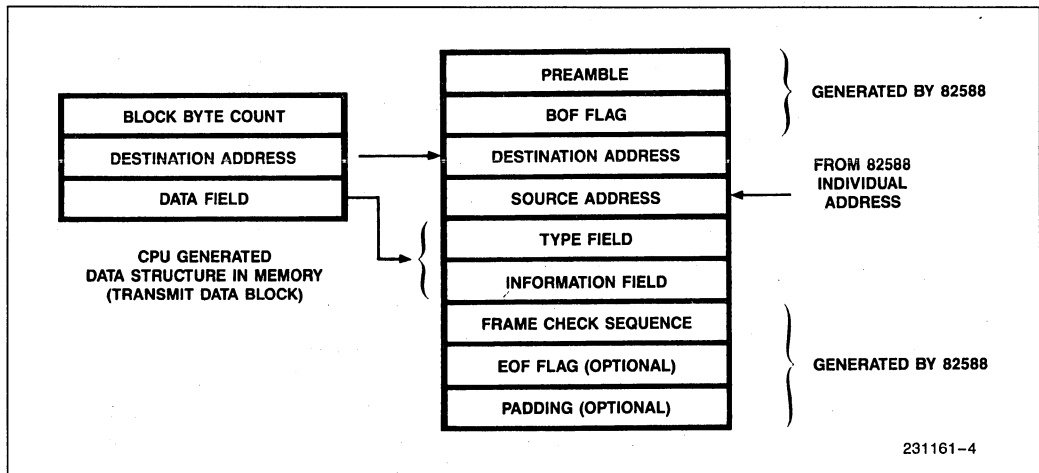 BLOCK BYTE COUNT
DESTINATION ADDRESS
DATA FIELD
CPU GENERATED
DATA STRUCTURE IN MEMORY
(TRANSMIT DATA BLOCK)
PREAMBLE
BOF FLAG
DESTINATION ADDRESS
SOURCE ADDRESS
TYPE FIELD
INFORMATION FIELD
FRAME CHECK SEQUENCE
EOF FLAG (OPTIONAL)
PADDING (OPTIONAL)
GENERATED BY 82588
FROM 82588
INDIVIDUAL
ADDRESS
GENERATED BY 82588
231161-4